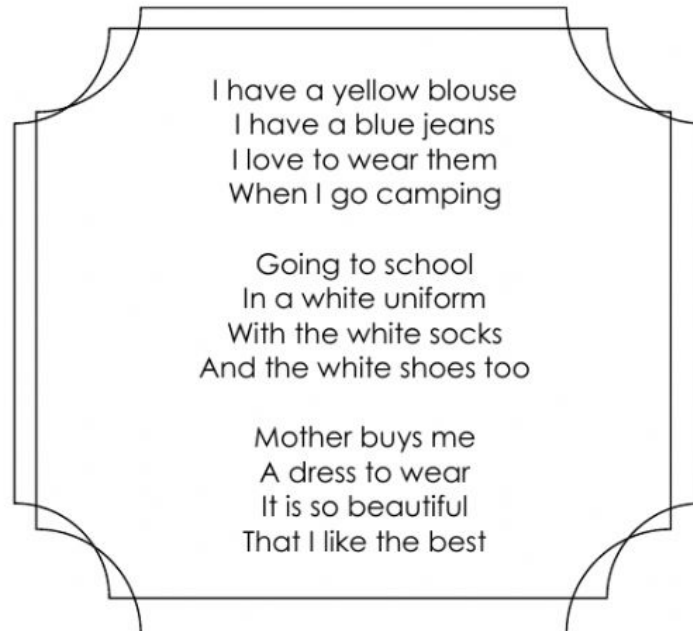 I have a yellow blouse
I have a blue jeans
I love to wear them
When I go camping
Going to school
In a white uniform
With the white socks
And the white shoes too
Mother buys me
A dress to wear
It is so beautiful
That I like the best